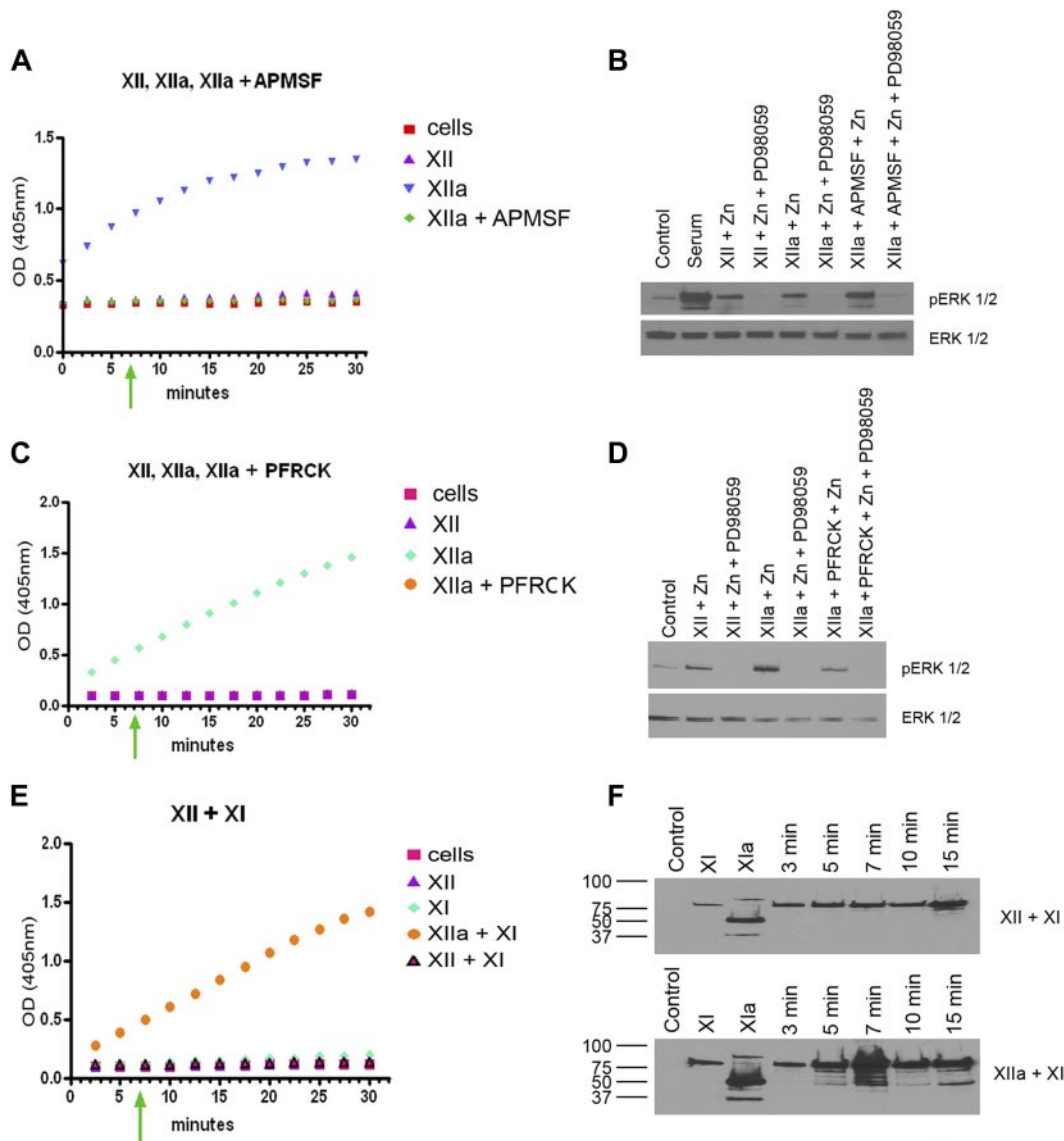 A
XII, XIIa, XIIa + APMSF
cells
XII
XIIa
XIIa + APMSF
OD (405nm)
1.5
1.0
0.5
0.0
0 5 10 15 20 25 30
minutes
B
Control
Serum
XII + Zn
XII + Zn + PD98059
XIIa + Zn
XIIa + Zn + PD98059
XIIa + APMSF + Zn
XIIa + APMSF + Zn + PD98059
pERK 1/2
ERK 1/2
C
XII, XIIa, XIIa + PFRCK
cells
XII
XIIa
XIIa + PFRCK
OD (405nm)
2.0
1.5
1.0
0.5
0.0
0 5 10 15 20 25 30
minutes
D
Control
XII + Zn
XII + Zn + PD98059
XIIa + Zn
XIIa + Zn + PD98059
XIIa + PFRCK + Zn
XIIa + PFRCK + Zn + PD98059
pERK 1/2
ERK 1/2
E
XII + XI
cells
XII
XI
XIIa + XI
XII + XI
OD (405nm)
2.0
1.5
1.0
0.5
0.0
0 5 10 15 20 25 30
minutes
F
Control
XI
XIa
3 min
5 min
7 min
10 min
15 min
100
75
50
37
XII + XI
Control
XI
XIa
3 min
5 min
7 min
10 min
15 min
100
75
50
37
XIIa + XI